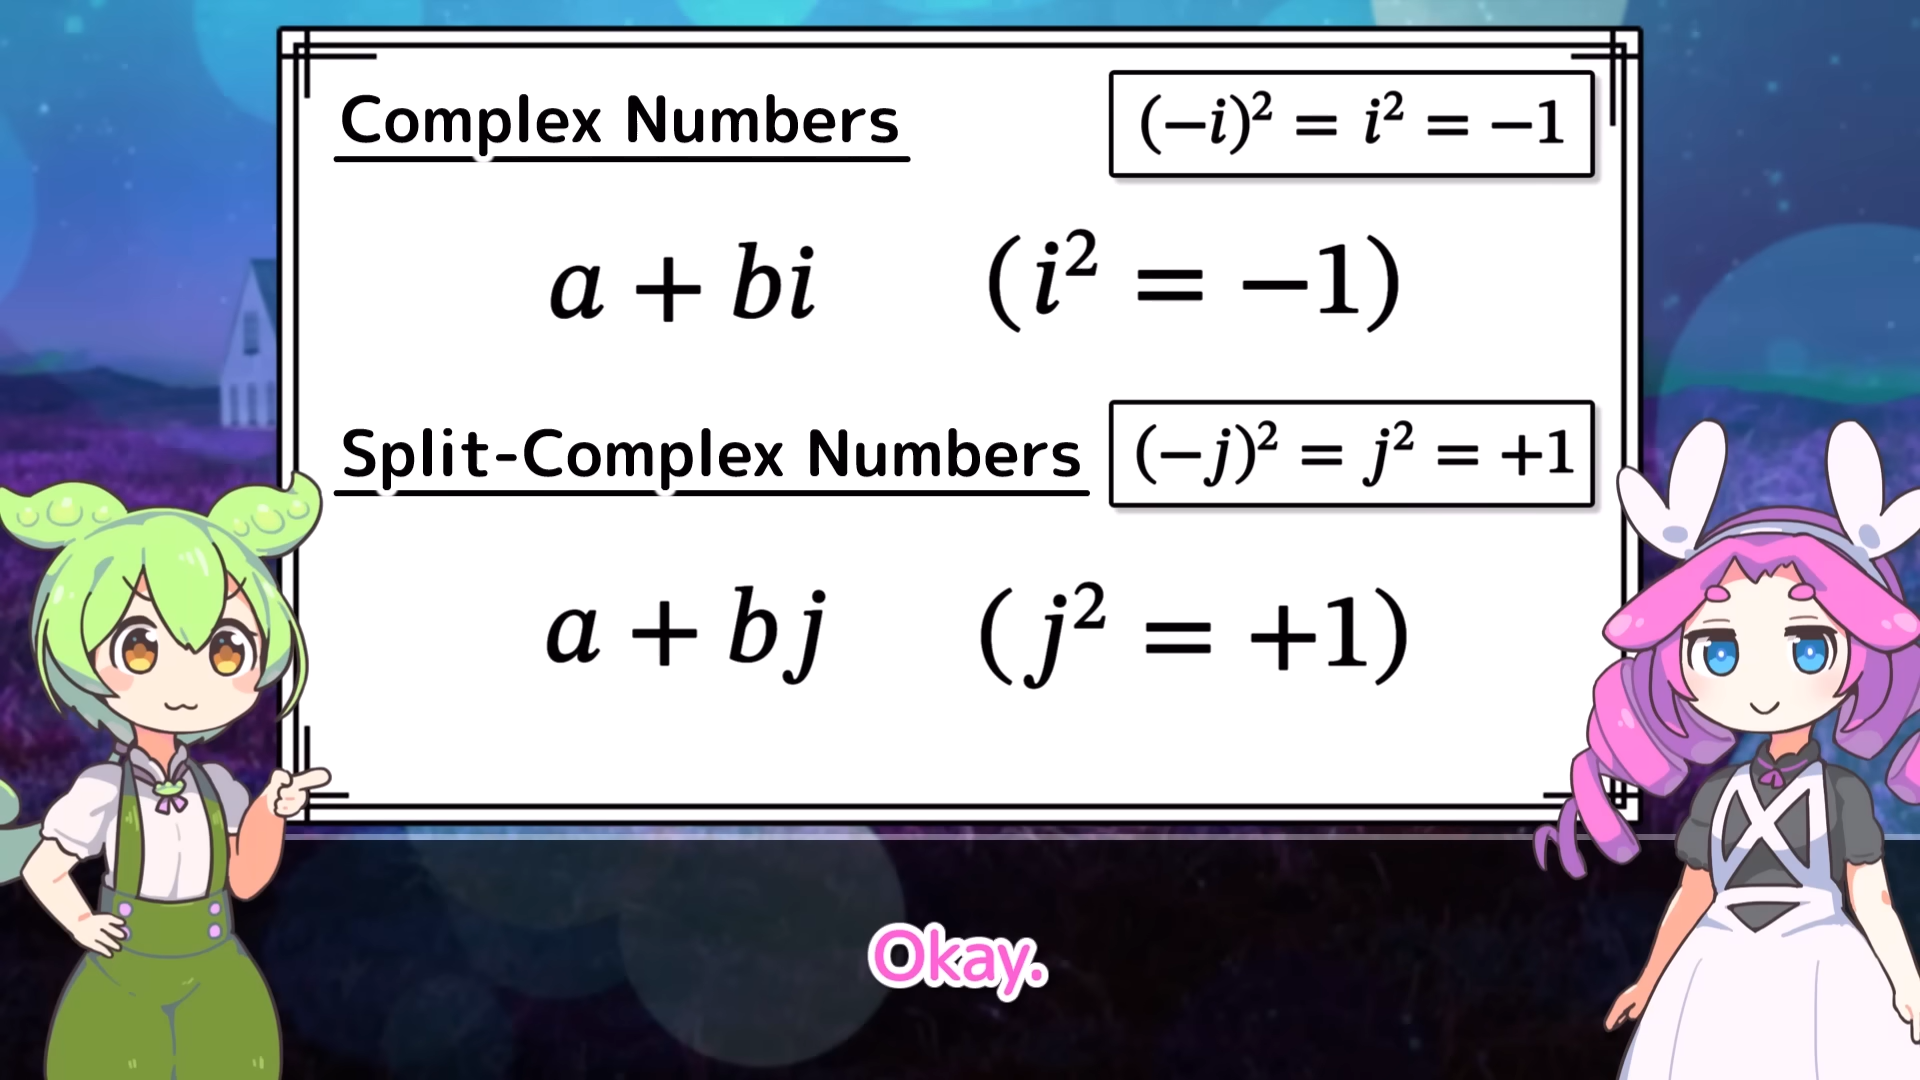 Complex Numbers
(−i)² = i² = −1
a + bi (i² = −1)
Split-Complex Numbers
(−j)² = j² = +1
a + bj (j² = +1)
Okay.